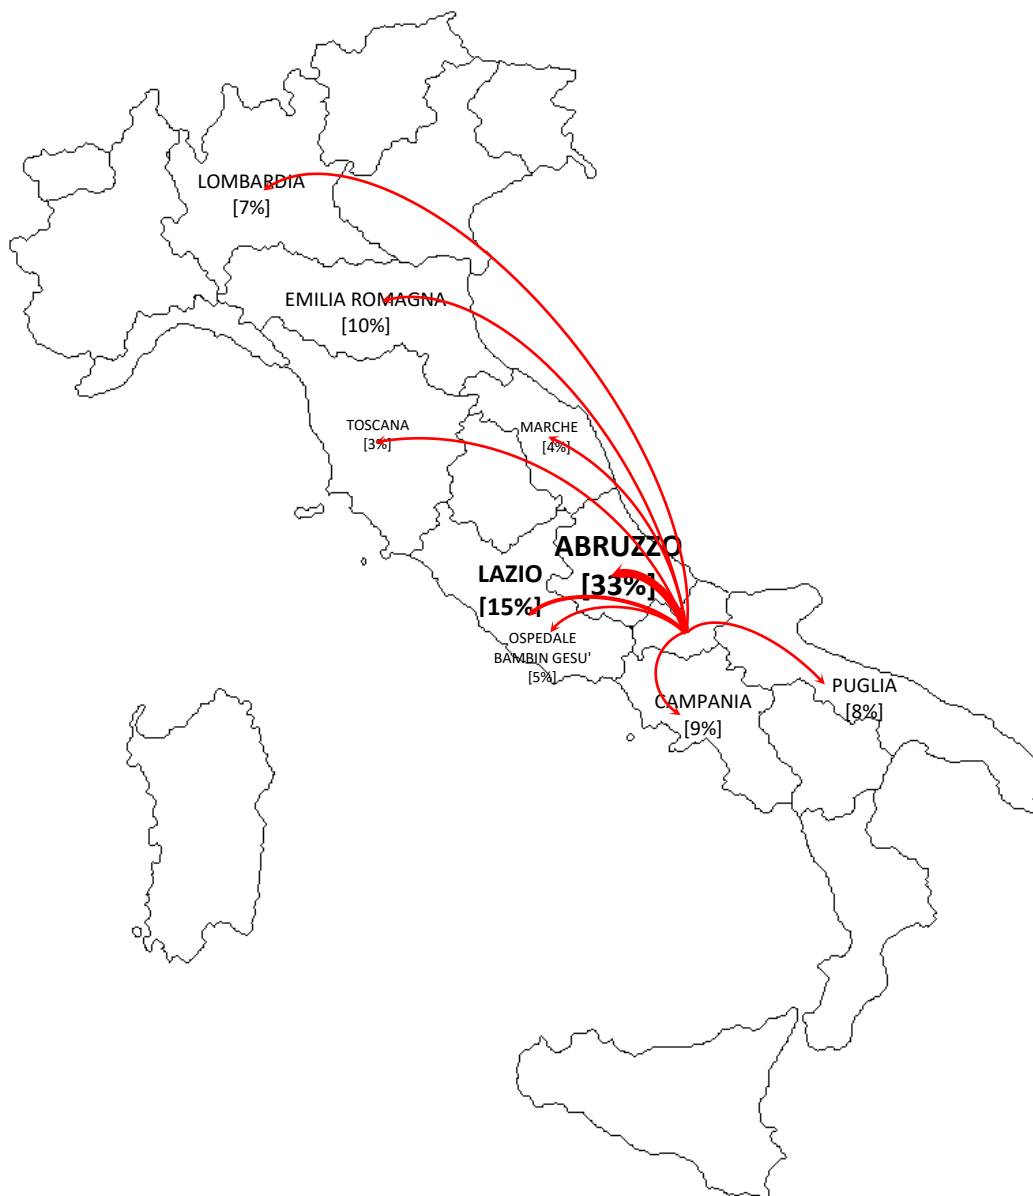 LOMBARDIA
[7%]
EMILIA ROMAGNA
[10%]
TOSCANA
[3%]
MARCHE
[4%]
ABRUZZO
[33%]
LAZIO
[15%]
OSPEDALE
BAMBIN GESU'
[5%]
CAMPANIA
[9%]
PUGLIA
[8%]